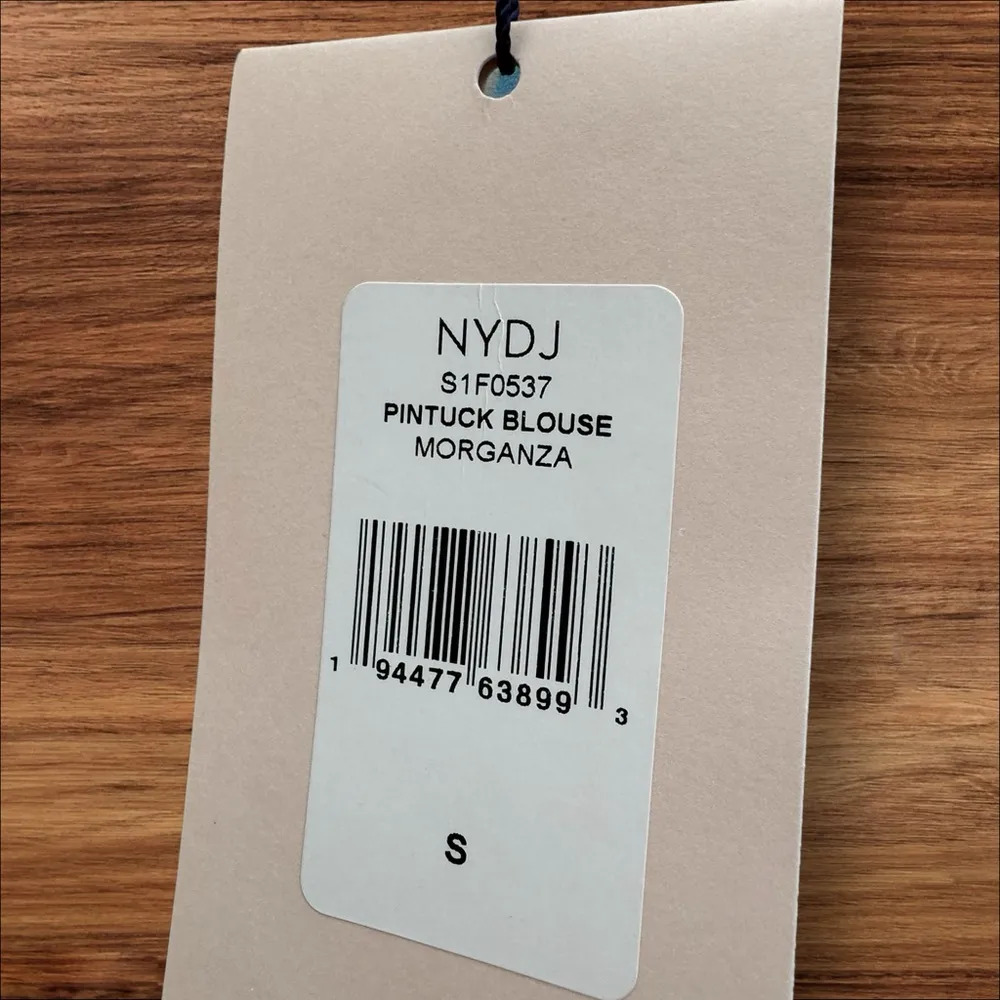 NYDJ
S1F0537
PINTUCK BLOUSE
MORGANZA
1 94477 63899 3
S